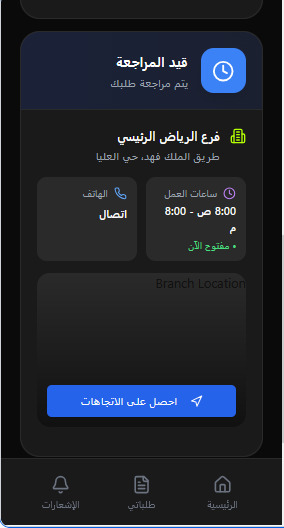 قيد المراجعة
يتم مراجعة طلبك
فرع الرياض الرئيسي
طريق الملك فهد، حي العليا
ساعات العمل
8:00 ص - 8:00
م
• مفتوح الآن
الهاتف
اتصال
Branch Location
احصل على الاتجاهات
الرئيسية
طلباتي
الإشعارات